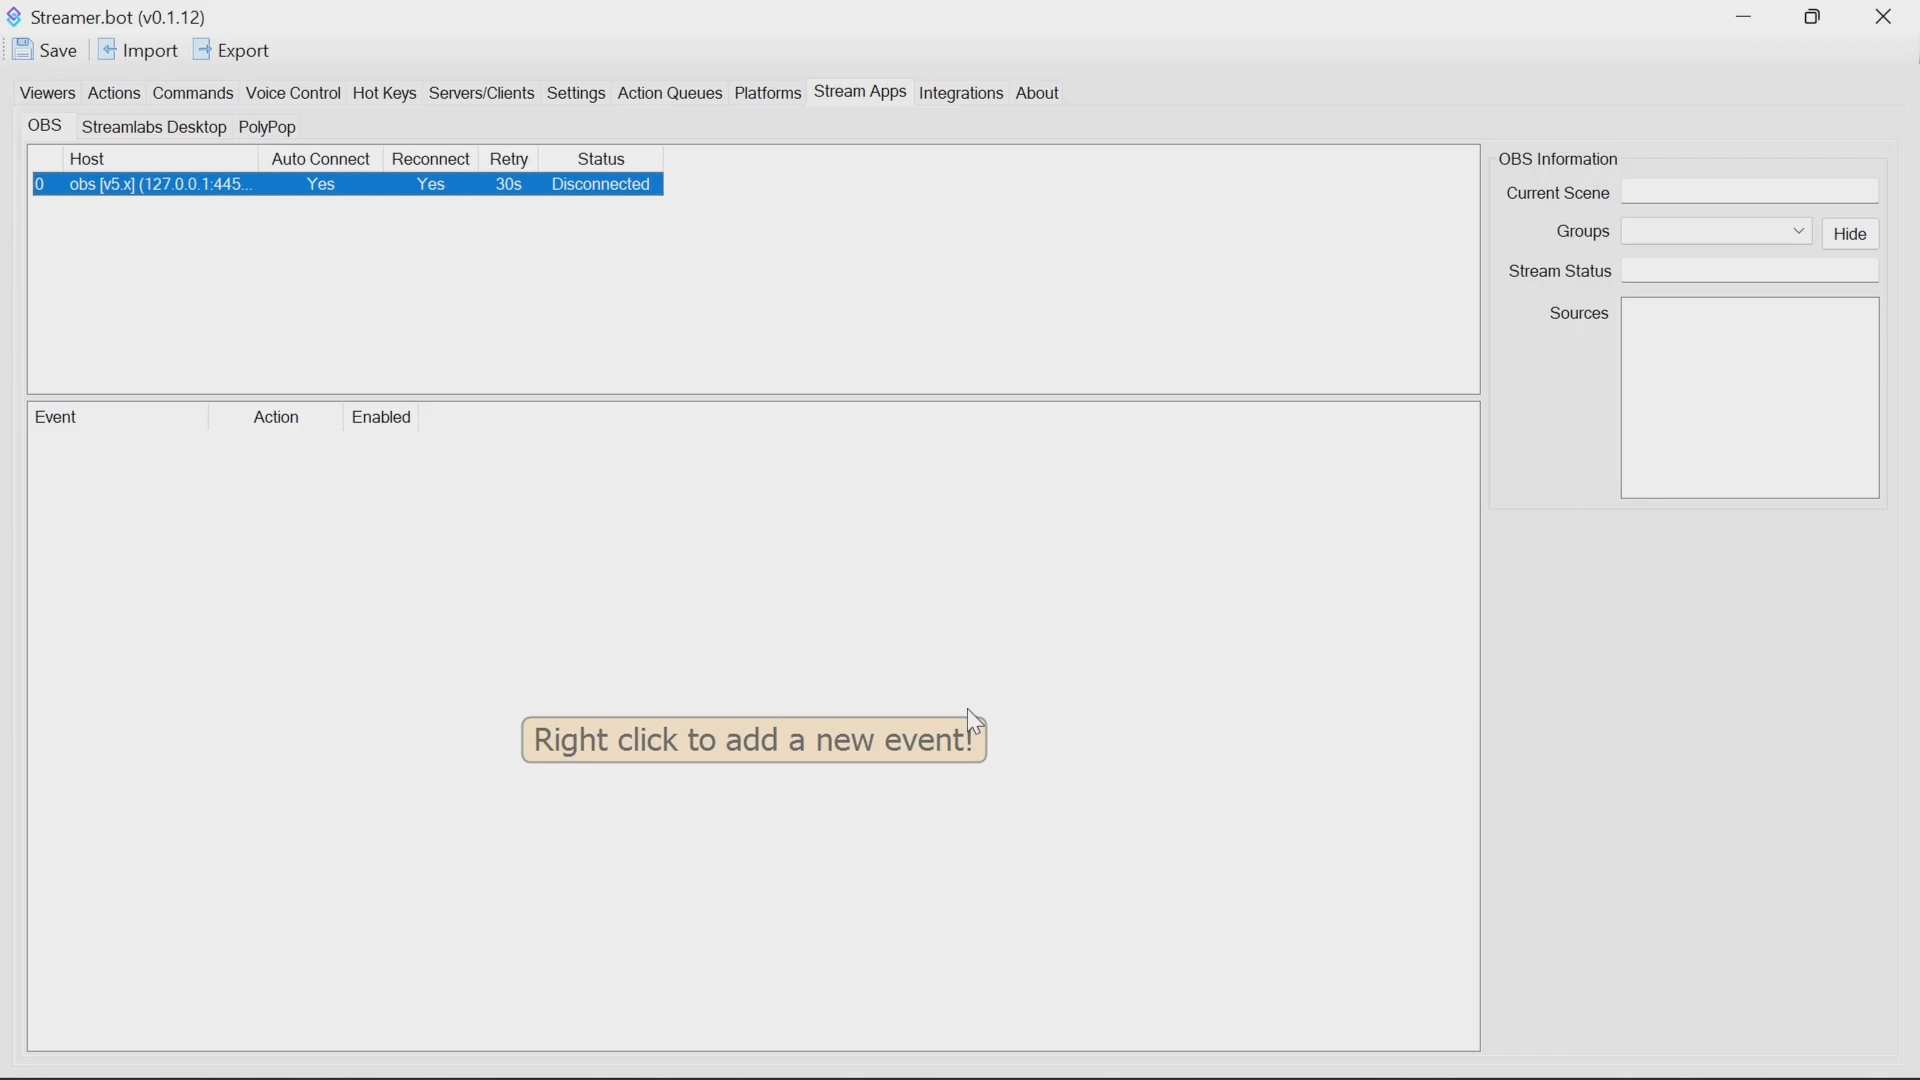 Streamer.bot (v0.1.12)
Save Import Export
Viewers Actions Commands Voice Control Hot Keys Servers/Clients Settings Action Queues Platforms Stream Apps Integrations About
OBS Streamlabs Desktop PolyPop
Host Auto Connect Reconnect Retry Status
0 obs [v5.x] (127.0.0.1:445... Yes Yes 30s Disconnected
OBS Information
Current Scene
Groups Hide
Stream Status
Sources
Event Action Enabled
Right click to add a new event!